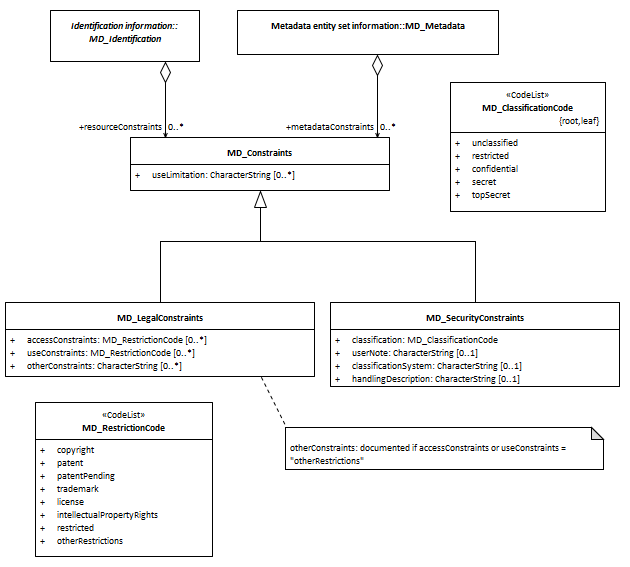 Identification information::
MD_Identification
Metadata entity set information::MD_Metadata
«CodeList»
MD_ClassificationCode
{root,leaf}
+ unclassified
+ restricted
+ confidential
+ secret
+ topSecret
+resourceConstraints 0..*
+metadataConstraints 0..*
MD_Constraints
+ useLimitation: CharacterString [0..*]
MD_LegalConstraints
+ accessConstraints: MD_RestrictionCode [0..*]
+ useConstraints: MD_RestrictionCode [0..*]
+ otherConstraints: CharacterString [0..*]
MD_SecurityConstraints
+ classification: MD_ClassificationCode
+ userNote: CharacterString [0..1]
+ classificationSystem: CharacterString [0..1]
+ handlingDescription: CharacterString [0..1]
«CodeList»
MD_RestrictionCode
+ copyright
+ patent
+ patentPending
+ trademark
+ license
+ intellectualPropertyRights
+ restricted
+ otherRestrictions
otherConstraints: documented if accessConstraints or useConstraints =
"otherRestrictions"